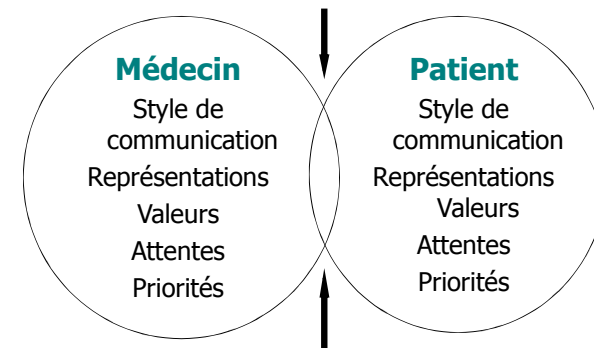 Médecin
Style de
communication
Représentations
Valeurs
Attentes
Priorités
Patient
Style de
communication
Représentations
Valeurs
Attentes
Priorités